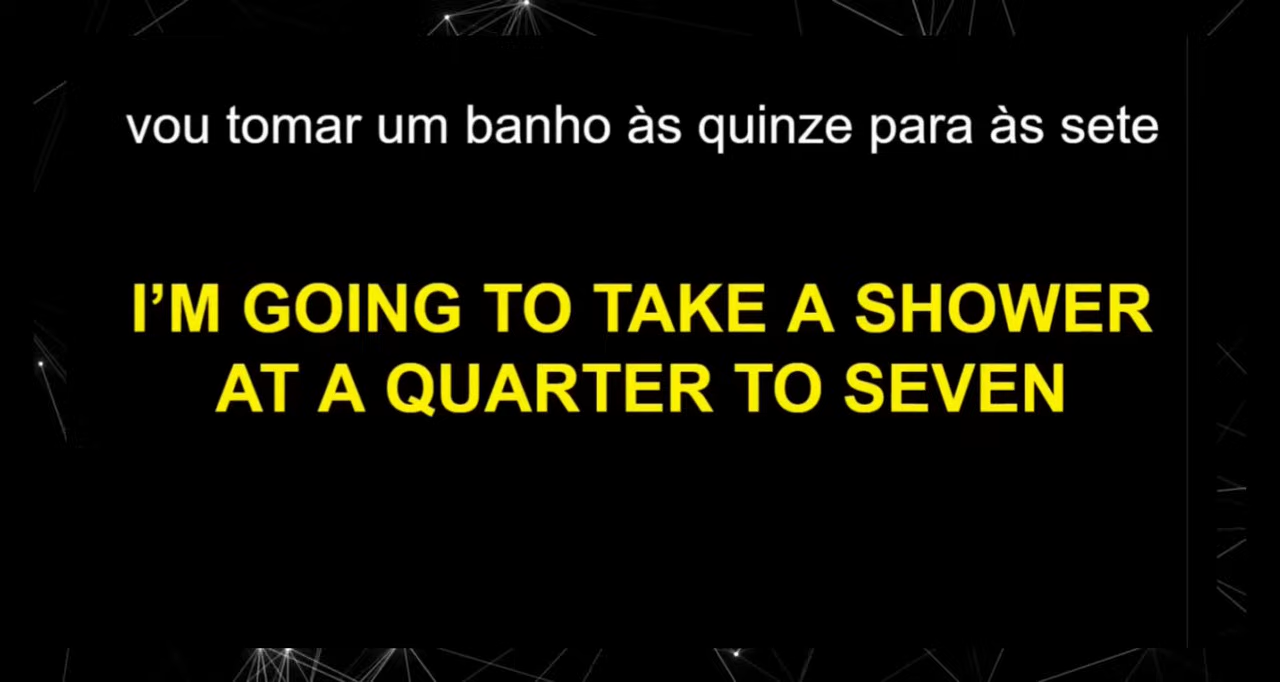 vou tomar um banho às quinze para às sete
I’M GOING TO TAKE A SHOWER
AT A QUARTER TO SEVEN